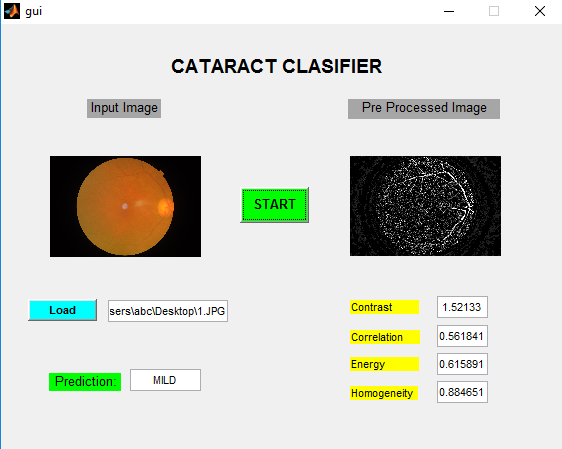 gui
CATARACT CLASIFIER
Input Image
Pre Processed Image
START
Load
sers\abc\Desktop\1.JPG
Contrast
1.52133
Correlation
0.561841
Energy
0.615891
Homogeneity
0.884651
Prediction:
MILD